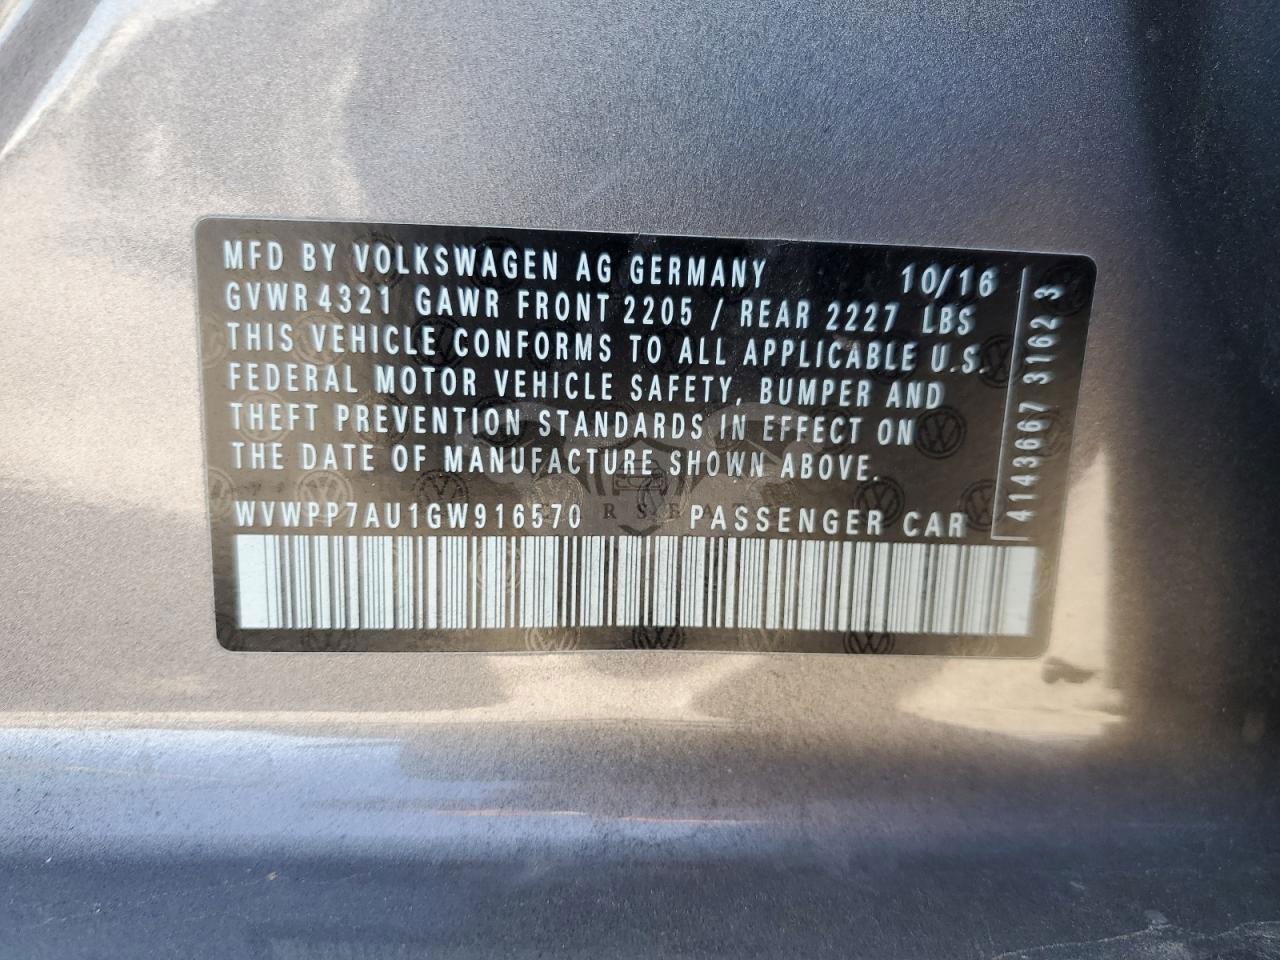 MFD BY VOLKSWAGEN AG GERMANY 10/16
GVWR 4321 GAWR FRONT 2205 / REAR 2227 LBS
THIS VEHICLE CONFORMS TO ALL APPLICABLE U.S.
FEDERAL MOTOR VEHICLE SAFETY, BUMPER AND
THEFT PREVENTION STANDARDS IN EFFECT ON
THE DATE OF MANUFACTURE SHOWN ABOVE.
WVWPP7AU1GW916570 PASSENGER CAR
4143667 3162 3